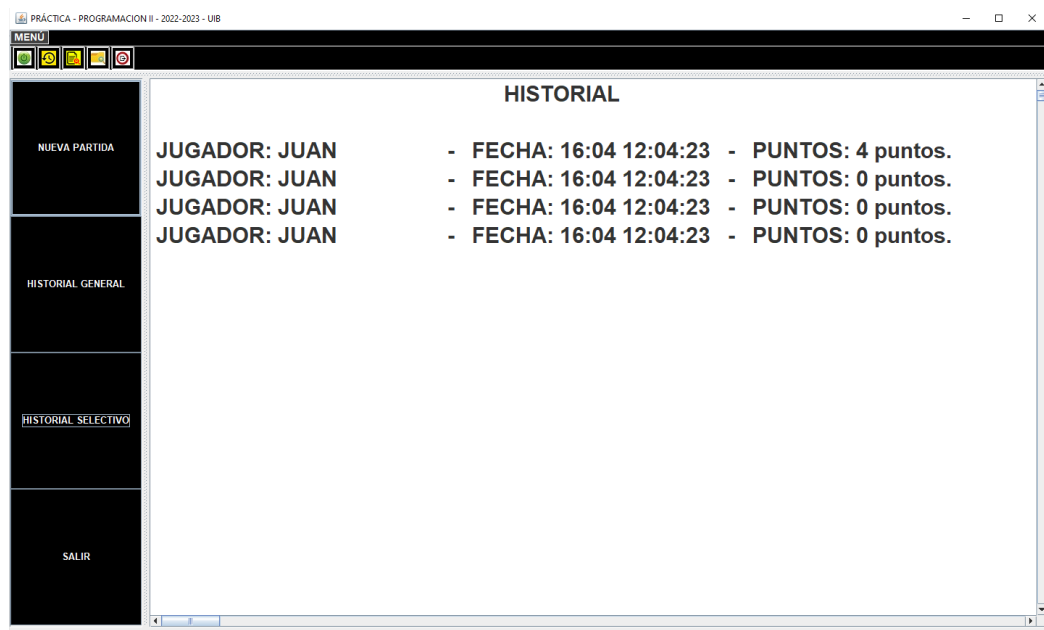 PRÁCTICA - PROGRAMACION II - 2022-2023 - UIB
MENÚ
HISTORIAL
NUEVA PARTIDA
JUGADOR: JUAN - FECHA: 16:04 12:04:23 - PUNTOS: 4 puntos.
JUGADOR: JUAN - FECHA: 16:04 12:04:23 - PUNTOS: 0 puntos.
JUGADOR: JUAN - FECHA: 16:04 12:04:23 - PUNTOS: 0 puntos.
JUGADOR: JUAN - FECHA: 16:04 12:04:23 - PUNTOS: 0 puntos.
HISTORIAL GENERAL
HISTORIAL SELECTIVO
SALIR